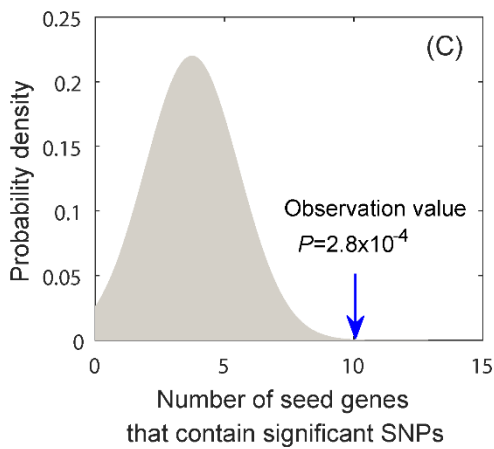 (C)
Probability density
0.25
0.2
0.15
0.1
0.05
0
Observation value
P=2.8x10⁻⁴
0 5 10 15
Number of seed genes
that contain significant SNPs